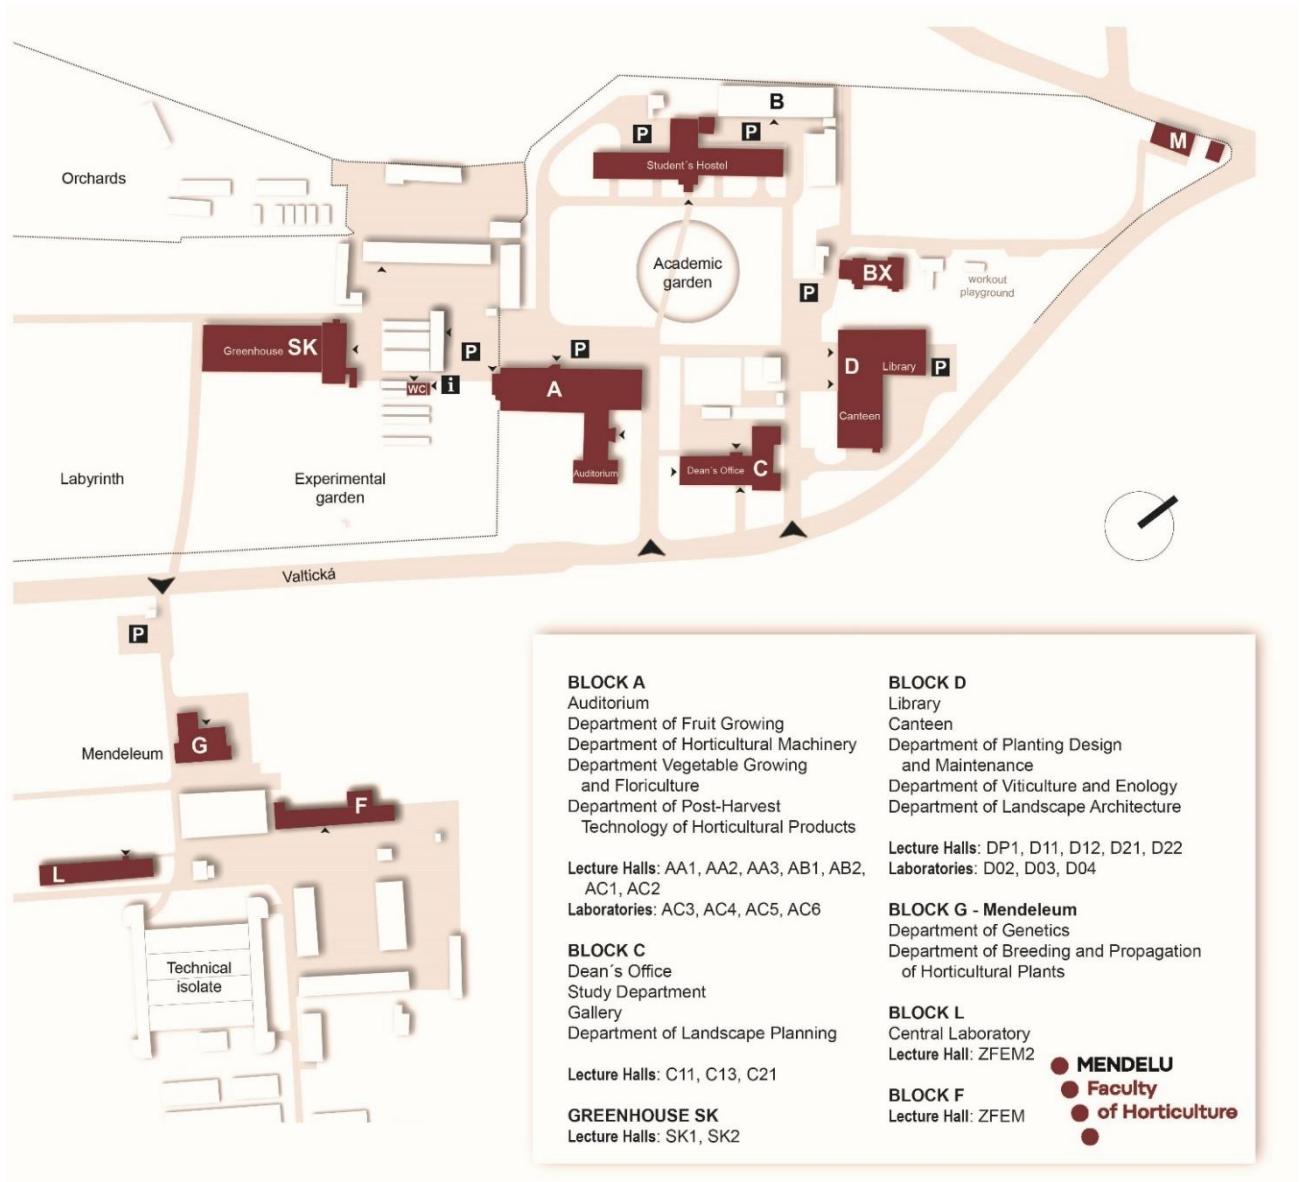 B
P
P
M
Student´s Hostel
Orchards
Academic
garden
BX
workout
playground
P
Greenhouse SK
P
P
D
Library
P
WC
i
A
Canteen
Auditorium
Dean´s Office
C
Labyrinth
Experimental
garden
Valtická
P
Mendeleum
G
F
L
Technical
isolate
BLOCK A
Auditorium
Department of Fruit Growing
Department of Horticultural Machinery
Department Vegetable Growing
and Floriculture
Department of Post-Harvest
Technology of Horticultural Products
Lecture Halls: AA1, AA2, AA3, AB1, AB2,
AC1, AC2
Laboratories: AC3, AC4, AC5, AC6
BLOCK C
Dean´s Office
Study Department
Gallery
Department of Landscape Planning
Lecture Halls: C11, C13, C21
GREENHOUSE SK
Lecture Halls: SK1, SK2
BLOCK D
Library
Canteen
Department of Planting Design
and Maintenance
Department of Viticulture and Enology
Department of Landscape Architecture
Lecture Halls: DP1, D11, D12, D21, D22
Laboratories: D02, D03, D04
BLOCK G - Mendeleum
Department of Genetics
Department of Breeding and Propagation
of Horticultural Plants
BLOCK L
Central Laboratory
Lecture Hall: ZFEM2
BLOCK F
Lecture Hall: ZFEM
MENDELU
Faculty
of Horticulture